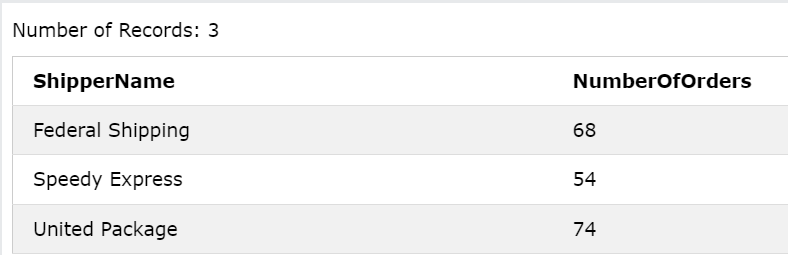 Number of Records: 3
ShipperName NumberOfOrders
Federal Shipping 68
Speedy Express 54
United Package 74